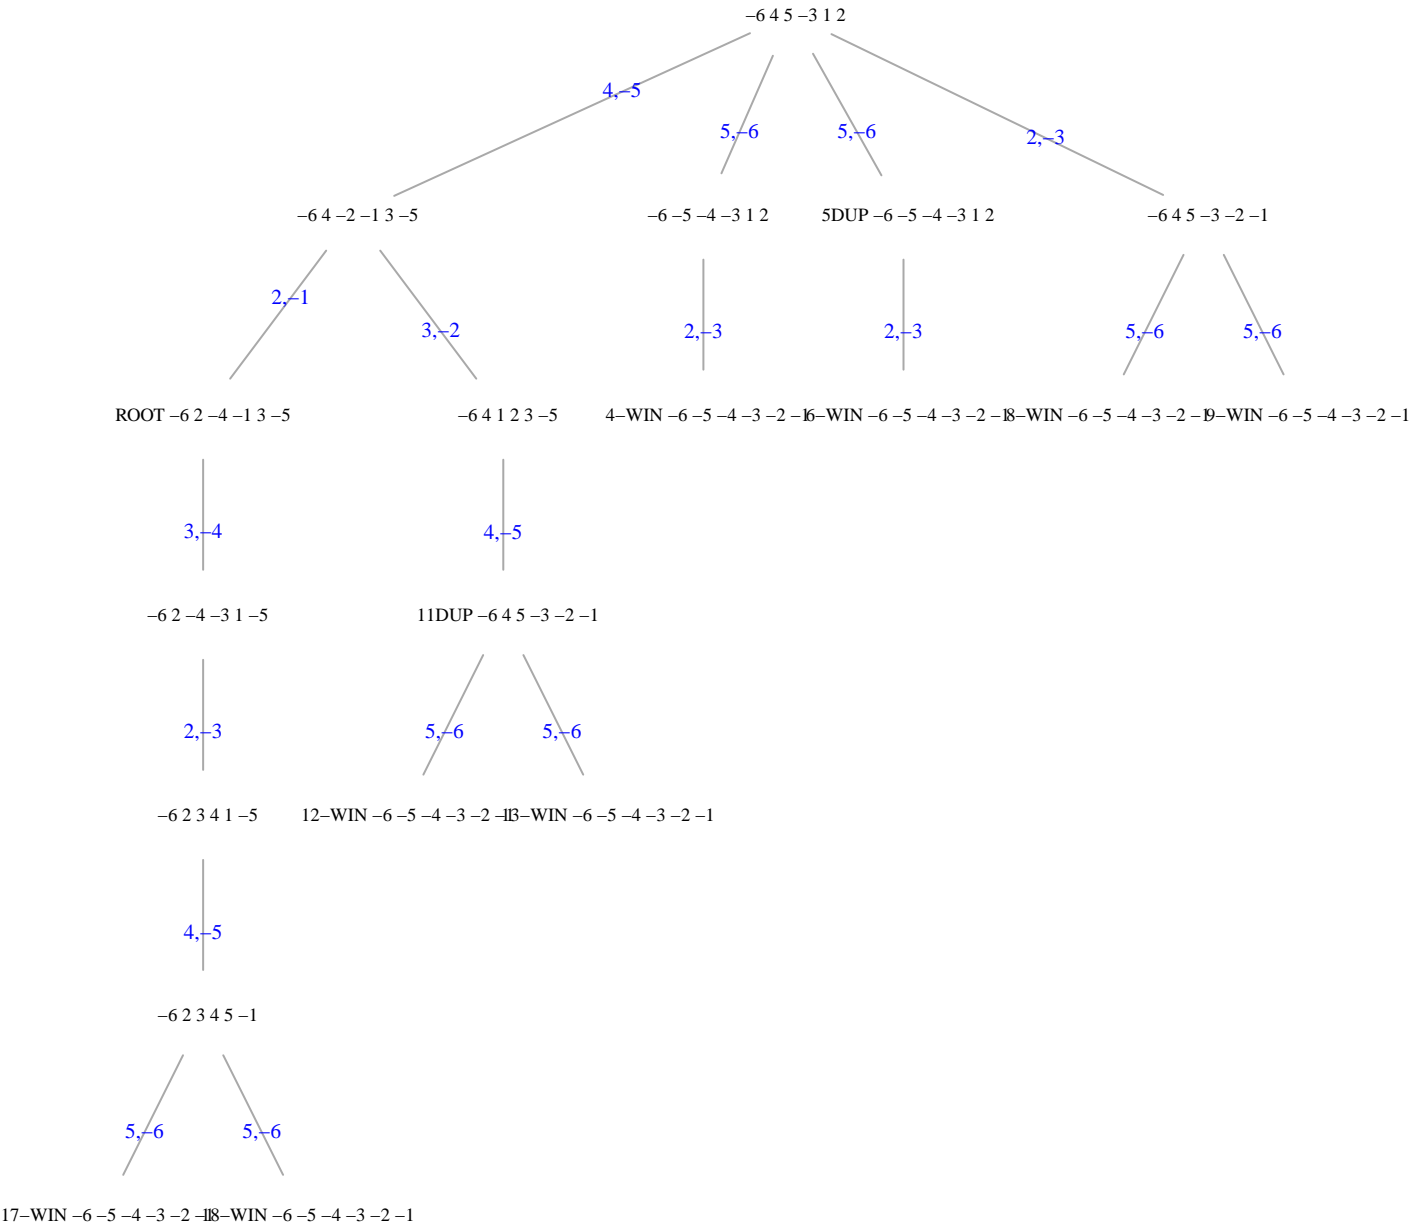 −6 4 5 −3 1 2
4,−5
5,−6
5,−6
2,−3
−6 4 −2 −1 3 −5
−6 −5 −4 −3 1 2
5DUP −6 −5 −4 −3 1 2
−6 4 5 −3 −2 −1
2,−1
3,−2
2,−3
2,−3
5,−6
5,−6
ROOT −6 2 −4 −1 3 −5
−6 4 1 2 3 −5
4−WIN −6 −5 −4 −3 −2 −1
6−WIN −6 −5 −4 −3 −2 −1
8−WIN −6 −5 −4 −3 −2 −1
9−WIN −6 −5 −4 −3 −2 −1
3,−4
4,−5
−6 2 −4 −3 1 −5
11DUP −6 4 5 −3 −2 −1
2,−3
5,−6
5,−6
−6 2 3 4 1 −5
12−WIN −6 −5 −4 −3 −2 −1
13−WIN −6 −5 −4 −3 −2 −1
4,−5
−6 2 3 4 5 −1
5,−6
5,−6
17−WIN −6 −5 −4 −3 −2 −1
18−WIN −6 −5 −4 −3 −2 −1